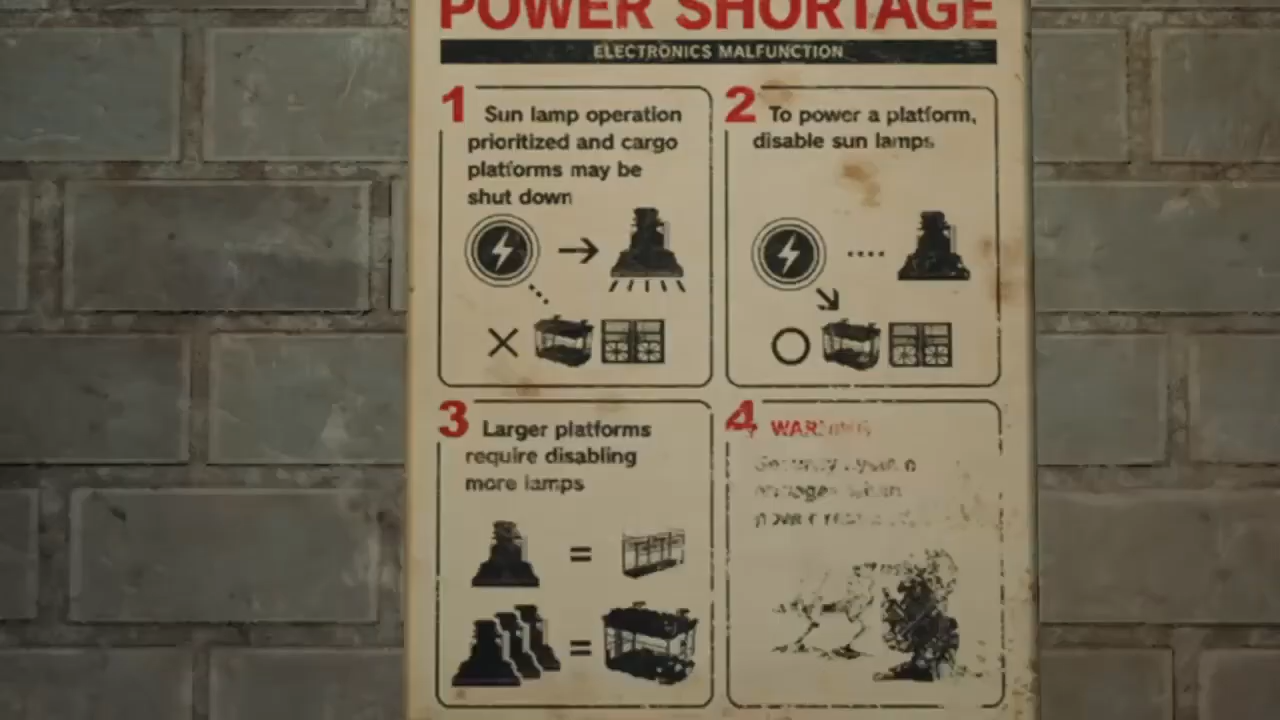 POWER SHORTAGE
ELECTRONICS MALFUNCTION
1 Sun lamp operation
prioritized and cargo
platforms may be
shut down
2 To power a platform,
disable sun lamps
3 Larger platforms
require disabling
more lamps
=
=
4 WARNING